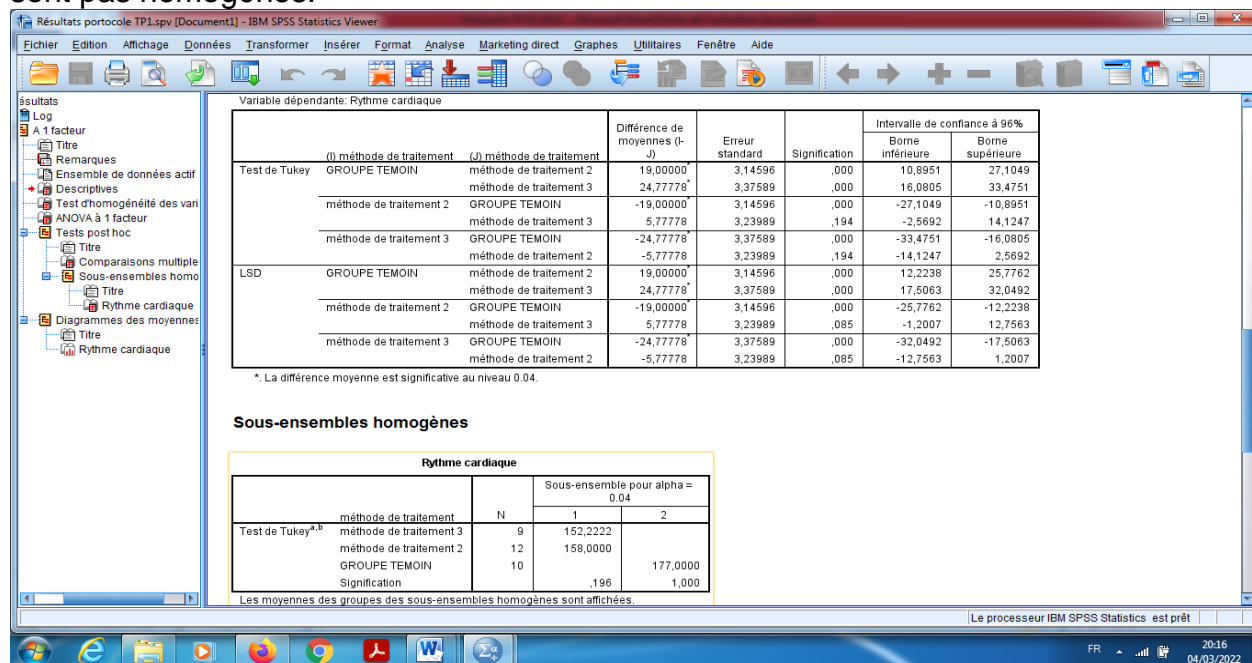 sont pas homogènes.
Résultats portocole TP1.spv [Document1] - IBM SPSS Statistics Viewer
Fichier Edition Affichage Données Transformer Insérer Format Analyse Marketing direct Graphes Utilitaires Fenêtre Aide
ésultats
Log
A 1 facteur
Titre
Remarques
Ensemble de données actif
Descriptives
Test d'homogénéité des vari
ANOVA à 1 facteur
Tests post hoc
Titre
Comparaisons multiple
Sous-ensembles homo
Titre
Rythme cardiaque
Diagrammes des moyennes
Titre
Rythme cardiaque
Variable dépendante: Rythme cardiaque
(I) méthode de traitement (J) méthode de traitement Différence de moyennes (I-J) Erreur standard Signification Intervalle de confiance à 96% Borne inférieure Borne supérieure
Test de Tukey GROUPE TEMOIN méthode de traitement 2 19,00000* 3,14596 ,000 10,8951 27,1049
méthode de traitement 3 24,77778* 3,37589 ,000 16,0805 33,4751
méthode de traitement 2 GROUPE TEMOIN -19,00000* 3,14596 ,000 -27,1049 -10,8951
méthode de traitement 3 5,77778 3,23989 ,194 -2,5692 14,1247
méthode de traitement 3 GROUPE TEMOIN -24,77778* 3,37589 ,000 -33,4751 -16,0805
méthode de traitement 2 -5,77778 3,23989 ,194 -14,1247 2,5692
LSD GROUPE TEMOIN méthode de traitement 2 19,00000* 3,14596 ,000 12,2238 25,7762
méthode de traitement 3 24,77778* 3,37589 ,000 17,5063 32,0492
méthode de traitement 2 GROUPE TEMOIN -19,00000* 3,14596 ,000 -25,7762 -12,2238
méthode de traitement 3 5,77778 3,23989 ,085 -1,2007 12,7563
méthode de traitement 3 GROUPE TEMOIN -24,77778* 3,37589 ,000 -32,0492 -17,5063
méthode de traitement 2 -5,77778 3,23989 ,085 -12,7563 1,2007
*. La différence moyenne est significative au niveau 0.04.
Sous-ensembles homogènes
Rythme cardiaque
méthode de traitement N Sous-ensemble pour alpha = 0.04
1 2
Test de Tukey a,b méthode de traitement 3 9 152,2222
méthode de traitement 2 12 158,0000
GROUPE TEMOIN 10 177,0000
Signification ,196 1,000
Les moyennes des groupes des sous-ensembles homogènes sont affichées.
Le processeur IBM SPSS Statistics est prêt
FR 20:16
04/03/2022